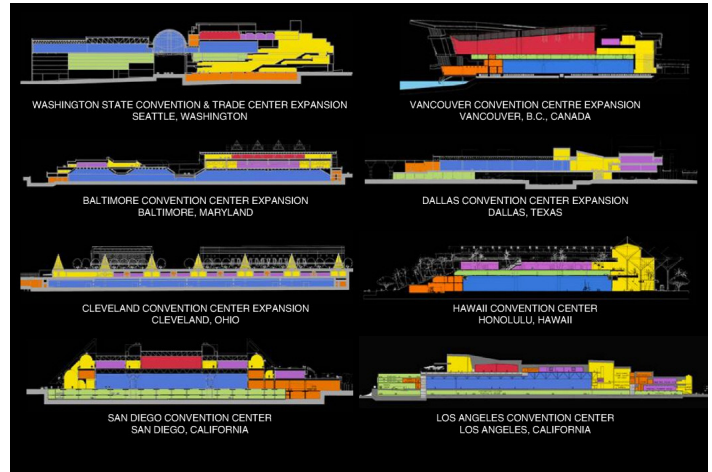 WASHINGTON STATE CONVENTION & TRADE CENTER EXPANSION
SEATTLE, WASHINGTON
VANCOUVER CONVENTION CENTRE EXPANSION
VANCOUVER, B.C., CANADA
BALTIMORE CONVENTION CENTER EXPANSION
BALTIMORE, MARYLAND
DALLAS CONVENTION CENTER EXPANSION
DALLAS, TEXAS
CLEVELAND CONVENTION CENTER EXPANSION
CLEVELAND, OHIO
HAWAII CONVENTION CENTER
HONOLULU, HAWAII
SAN DIEGO CONVENTION CENTER
SAN DIEGO, CALIFORNIA
LOS ANGELES CONVENTION CENTER
LOS ANGELES, CALIFORNIA